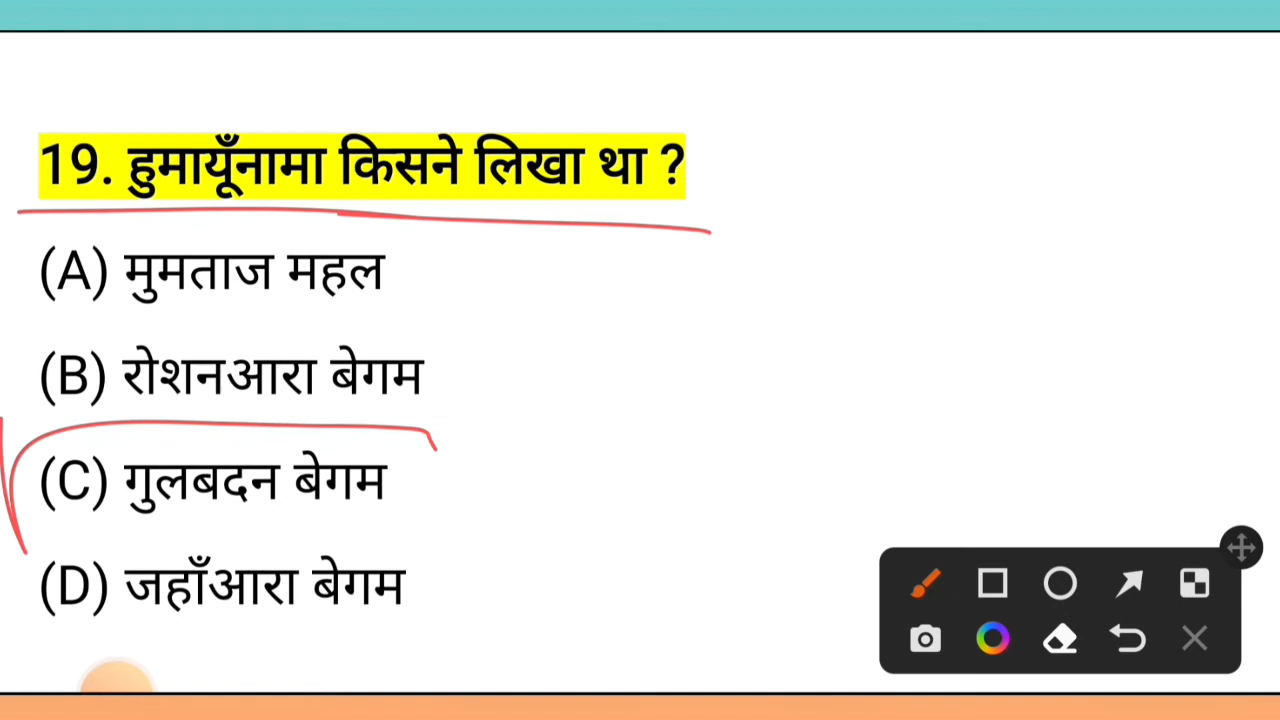 19. हुमायूँनामा किसने लिखा था ?
(A) मुमताज महल
(B) रोशनआरा बेगम
(C) गुलबदन बेगम
(D) जहाँआरा बेगम